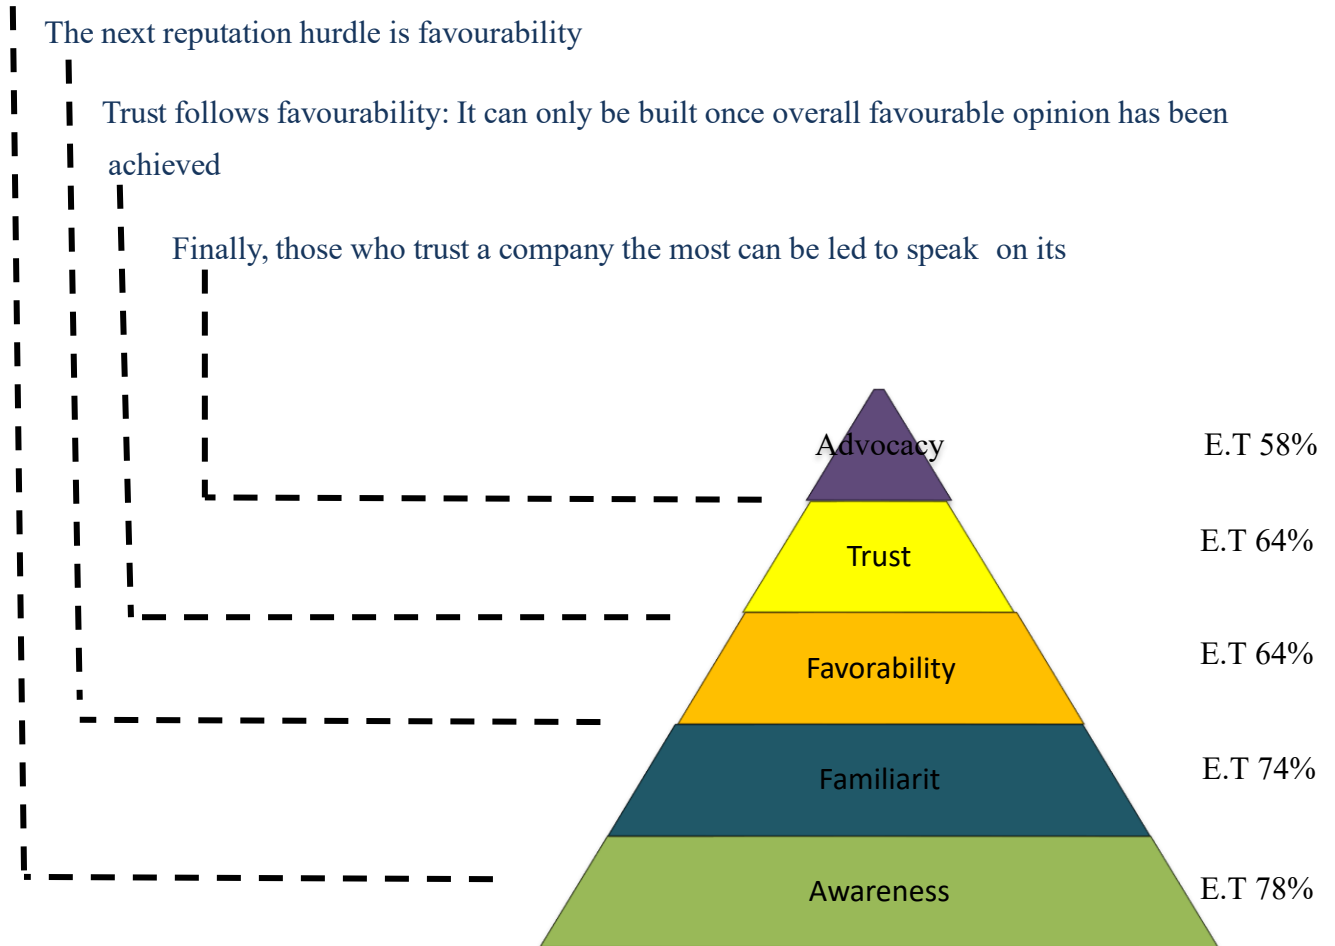 The next reputation hurdle is favourability
Trust follows favourability: It can only be built once overall favourable opinion has been
achieved
Finally, those who trust a company the most can be led to speak on its
Advocacy
E.T 58%
Trust
E.T 64%
Favorability
E.T 64%
Familiarit
E.T 74%
Awareness
E.T 78%